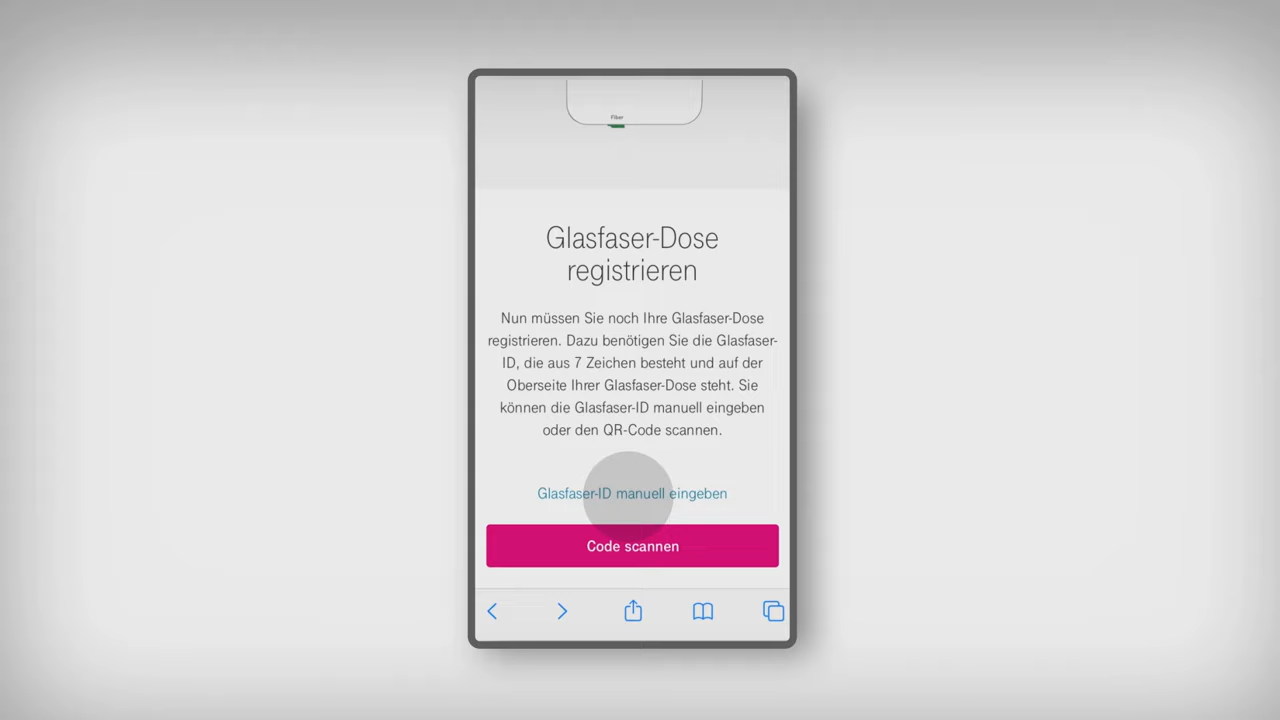 Fiber
Glasfaser-Dose
registrieren
Nun müssen Sie noch Ihre Glasfaser-Dose
registrieren. Dazu benötigen Sie die Glasfaser-
ID, die aus 7 Zeichen besteht und auf der
Oberseite Ihrer Glasfaser-Dose steht. Sie
können die Glasfaser-ID manuell eingeben
oder den QR-Code scannen.
Glasfaser-ID manuell eingeben
Code scannen